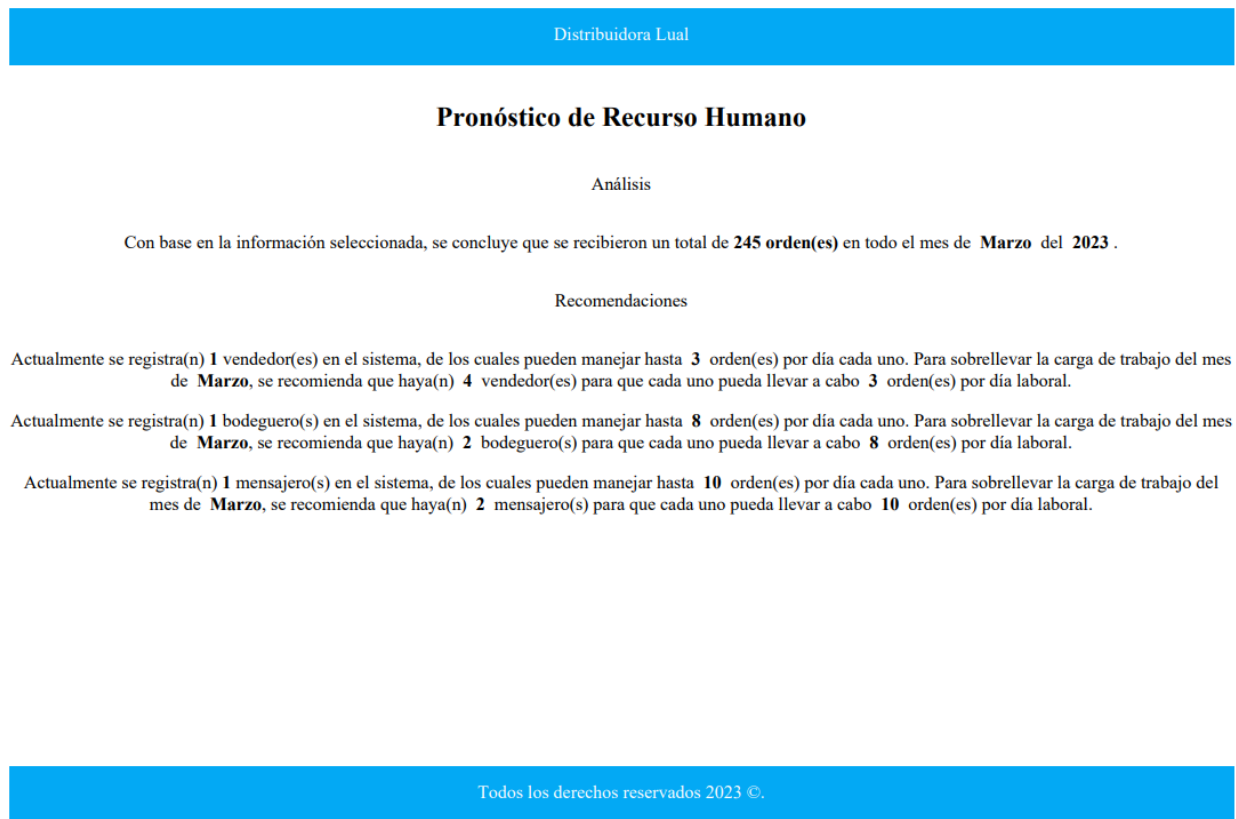 Distribuidora Lual
Pronóstico de Recurso Humano
Análisis
Con base en la información seleccionada, se concluye que se recibieron un total de 245 orden(es) en todo el mes de Marzo del 2023 .
Recomendaciones
Actualmente se registra(n) 1 vendedor(es) en el sistema, de los cuales pueden manejar hasta 3 orden(es) por día cada uno. Para sobrellevar la carga de trabajo del mes
de Marzo, se recomienda que haya(n) 4 vendedor(es) para que cada uno pueda llevar a cabo 3 orden(es) por día laboral.
Actualmente se registra(n) 1 bodeguero(s) en el sistema, de los cuales pueden manejar hasta 8 orden(es) por día cada uno. Para sobrellevar la carga de trabajo del mes
de Marzo, se recomienda que haya(n) 2 bodeguero(s) para que cada uno pueda llevar a cabo 8 orden(es) por día laboral.
Actualmente se registra(n) 1 mensajero(s) en el sistema, de los cuales pueden manejar hasta 10 orden(es) por día cada uno. Para sobrellevar la carga de trabajo del
mes de Marzo, se recomienda que haya(n) 2 mensajero(s) para que cada uno pueda llevar a cabo 10 orden(es) por día laboral.
Todos los derechos reservados 2023 ©.